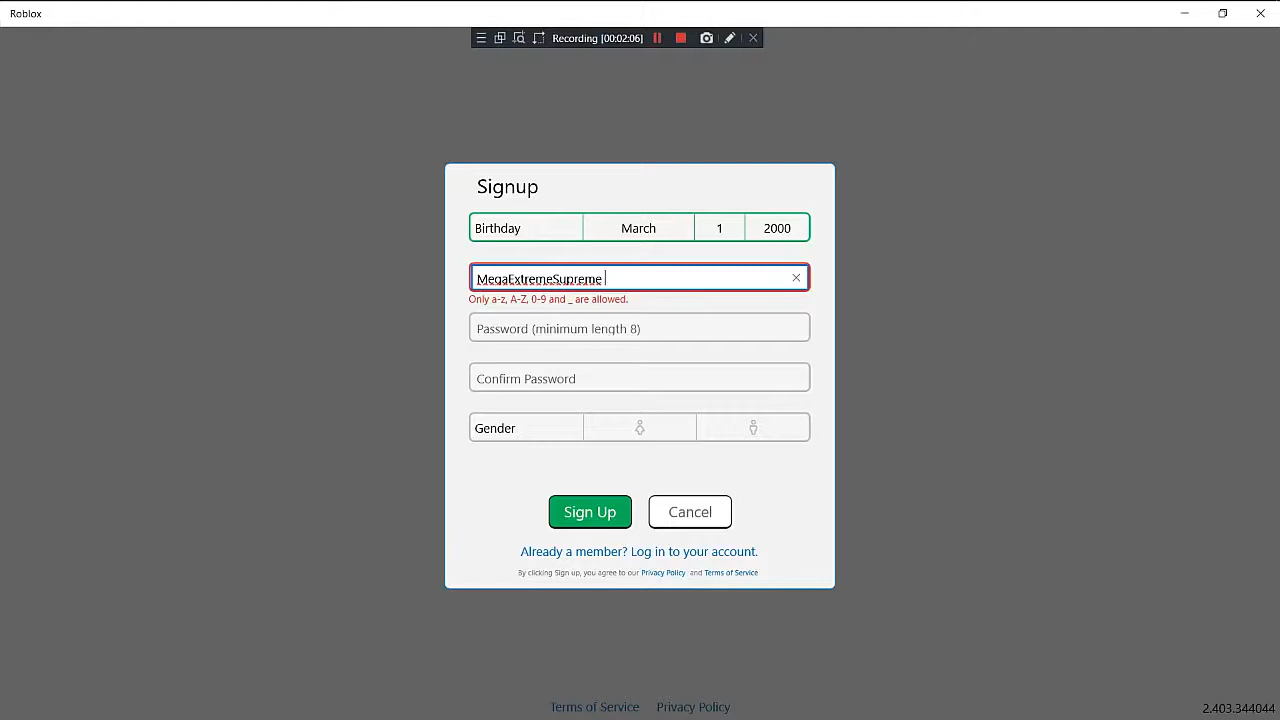 Roblox
Recording [00:02:06]
Signup
Birthday March 1 2000
MegaExtremeSupreme
Only a-z, A-Z, 0-9 and _ are allowed.
Password (minimum length 8)
Confirm Password
Gender
Sign Up Cancel
Already a member? Log in to your account.
By clicking Sign up, you agree to our Privacy Policy and Terms of Service
Terms of Service Privacy Policy
2.403.344044